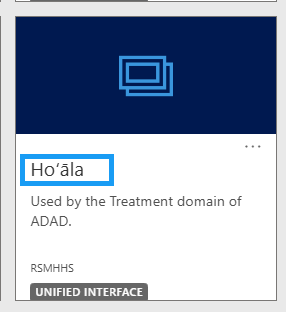 ...
Hoʻāla
Used by the Treatment domain of
ADAD.
RSMHHS
UNIFIED INTERFACE